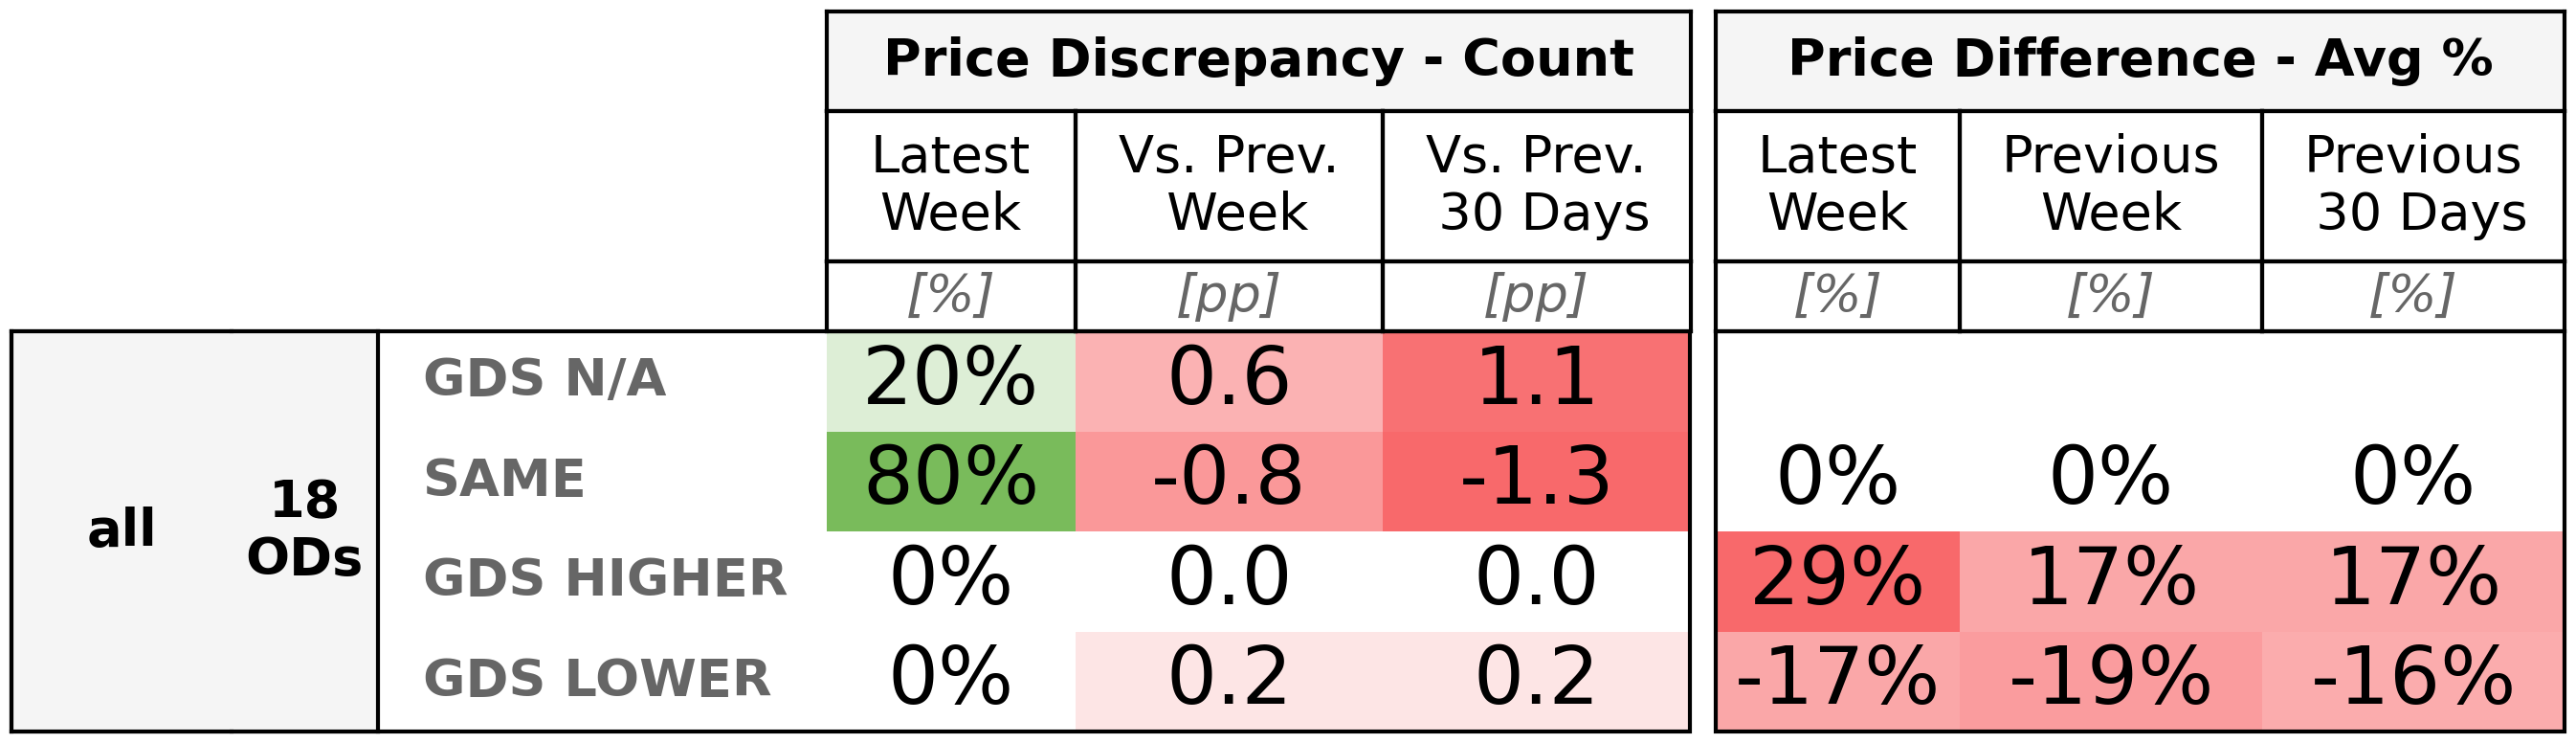 Price Discrepancy - Count
Price Difference - Avg %
Latest Week
Vs. Prev. Week
Vs. Prev. 30 Days
Latest Week
Previous Week
Previous 30 Days
[%] [pp] [pp] [%] [%] [%]
all
18 ODs
GDS N/A 20% 0.6 1.1
SAME 80% -0.8 -1.3 0% 0% 0%
GDS HIGHER 0% 0.0 0.0 29% 17% 17%
GDS LOWER 0% 0.2 0.2 -17% -19% -16%